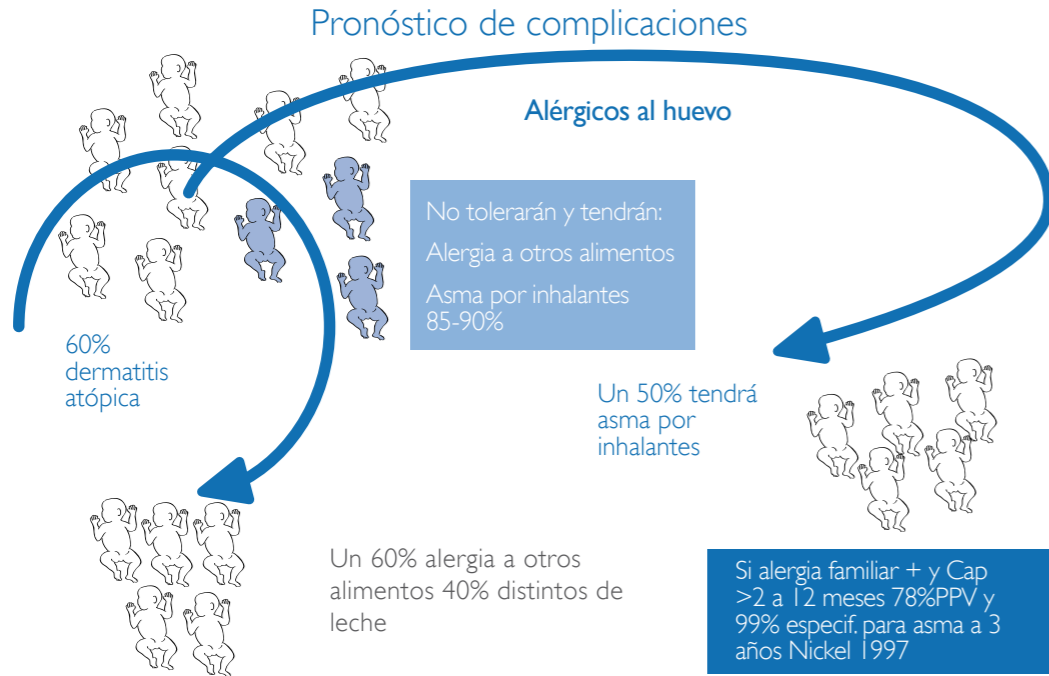 Pronóstico de complicaciones
Alérgicos al huevo
No tolerarán y tendrán:
Alergia a otros alimentos
Asma por inhalantes
85-90%
60%
dermatitis
atópica
Un 50% tendrá
asma por
inhalantes
Un 60% alergia a otros
alimentos 40% distintos de
leche
Si alergia familiar + y Cap
>2 a 12 meses 78%PPV y
99% especif. para asma a 3
años Nickel 1997